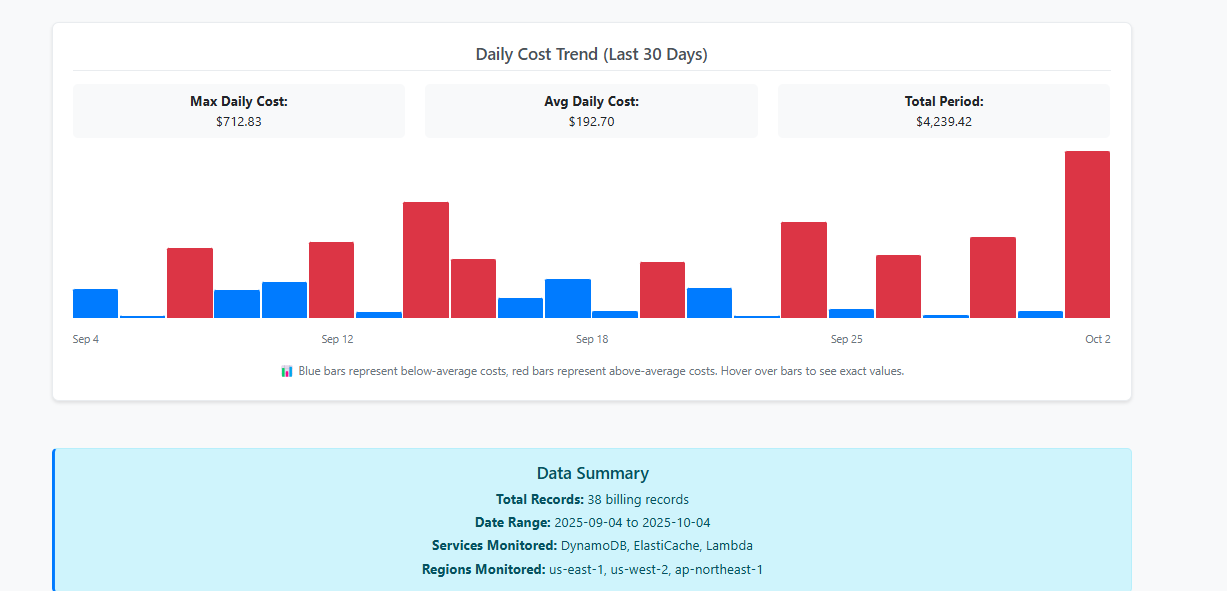 Daily Cost Trend (Last 30 Days)
Max Daily Cost:
$712.83
Avg Daily Cost:
$192.70
Total Period:
$4,239.42
Sep 4
Sep 12
Sep 18
Sep 25
Oct 2
📊 Blue bars represent below-average costs, red bars represent above-average costs. Hover over bars to see exact values.
Data Summary
Total Records: 38 billing records
Date Range: 2025-09-04 to 2025-10-04
Services Monitored: DynamoDB, ElastiCache, Lambda
Regions Monitored: us-east-1, us-west-2, ap-northeast-1